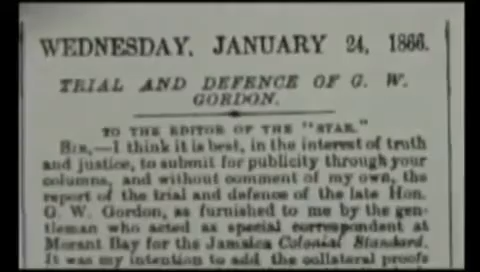 WEDNESDAY, JANUARY 24, 1866.
TRIAL AND DEFENCE OF G. W.
GORDON.
TO THE EDITOR OF THE "STAR."
SIR,—I think it is best, in the interest of truth
and justice, to submit for publicity through your
columns, and without comment of my own, the
report of the trial and defence of the late Hon.
G. W. Gordon, as furnished to me by the gen-
tleman who acted as special correspondent at
Morant Bay for the Jamaica Colonial Standard.
It was my intention to add the collateral proofs